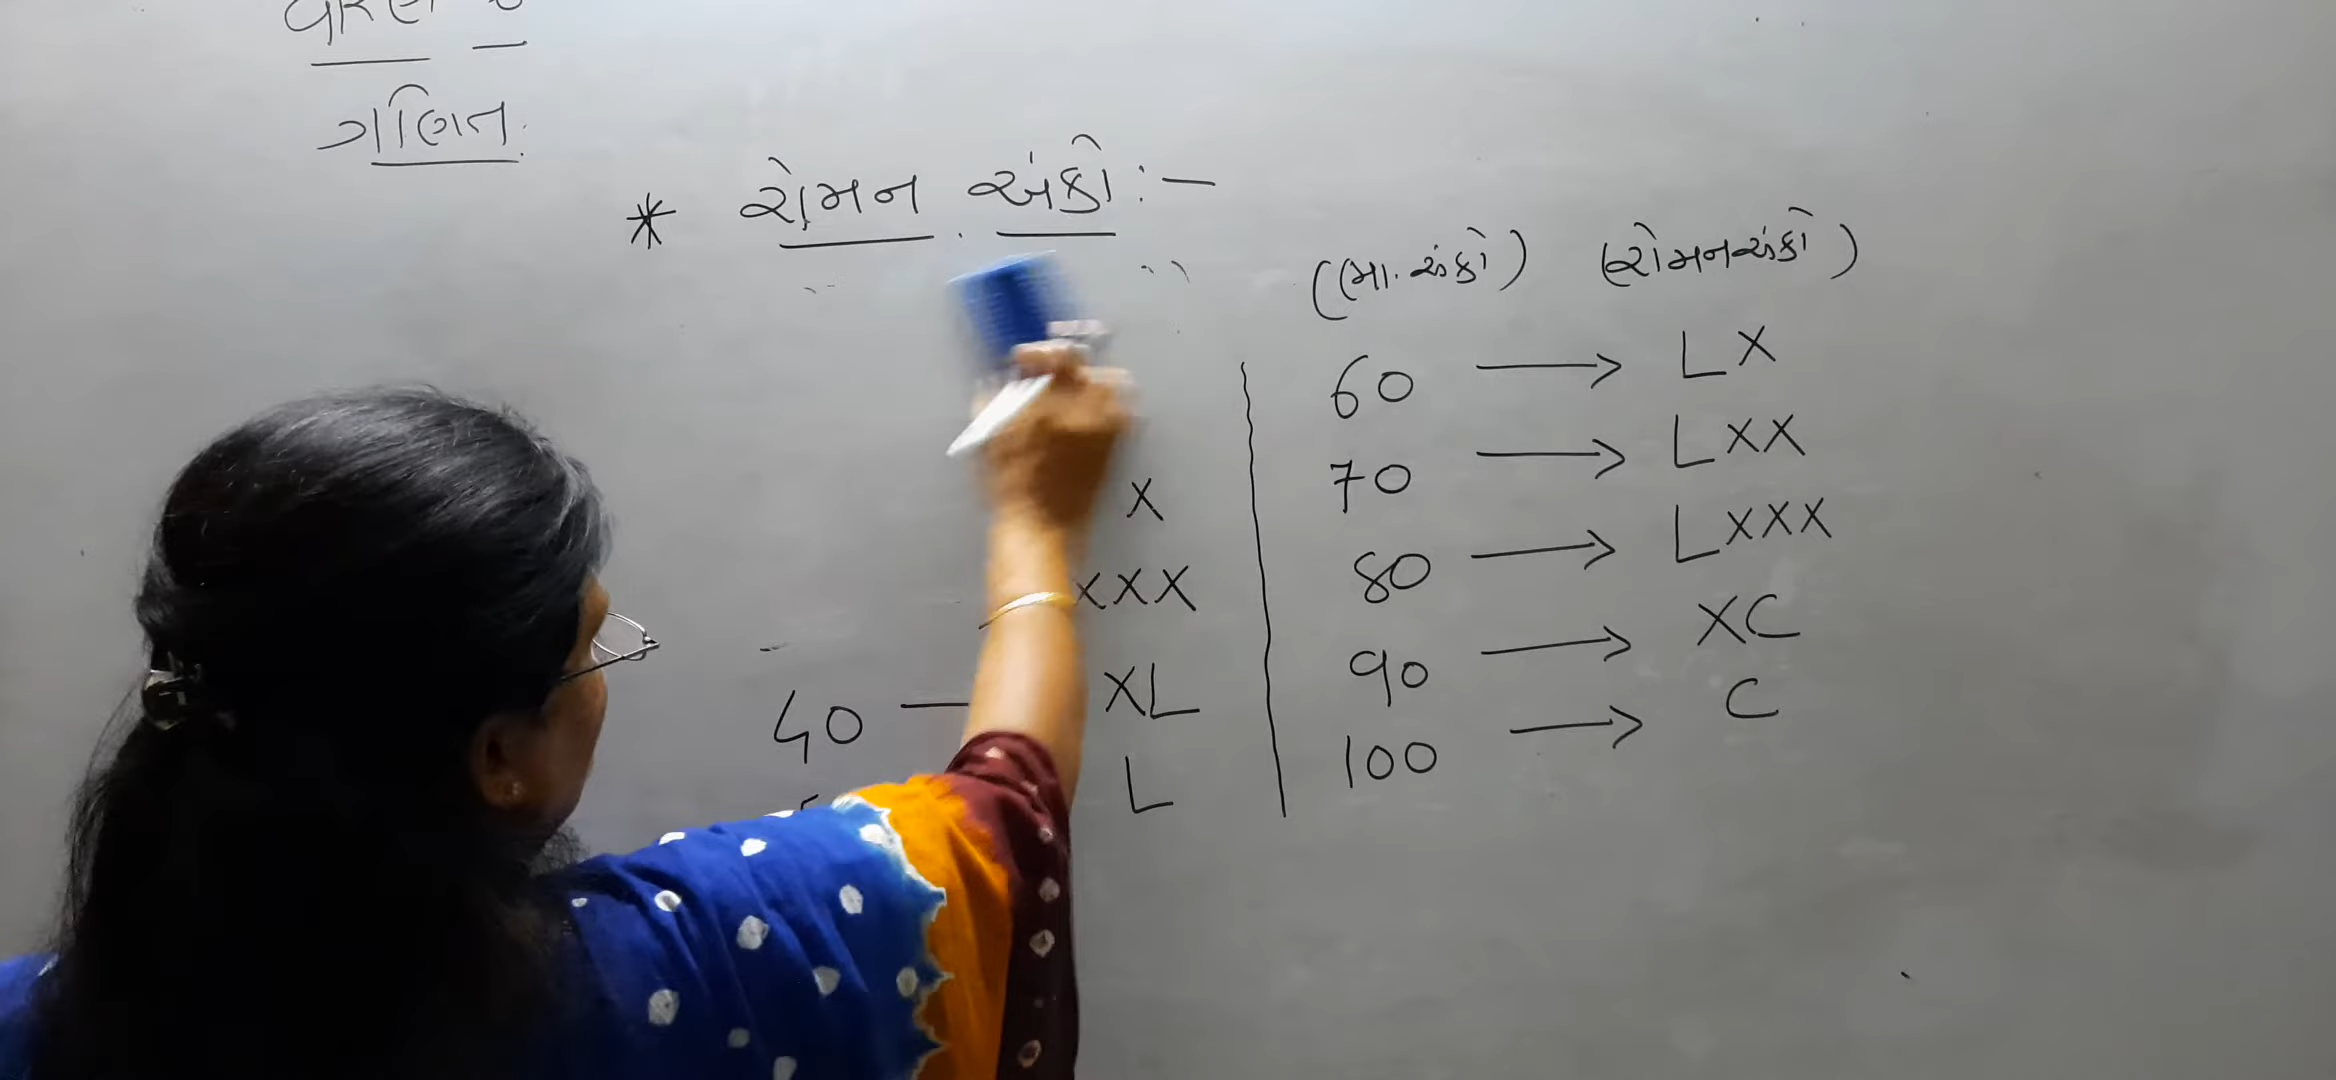 ગણિત.
* રોમન અંકો :-
(મા. અંકો) (રોમન અંકો)
60 → LX
X
70 → LXX
XXX
80 → LXXX
40 — XL
90 → XC
L
100 → C